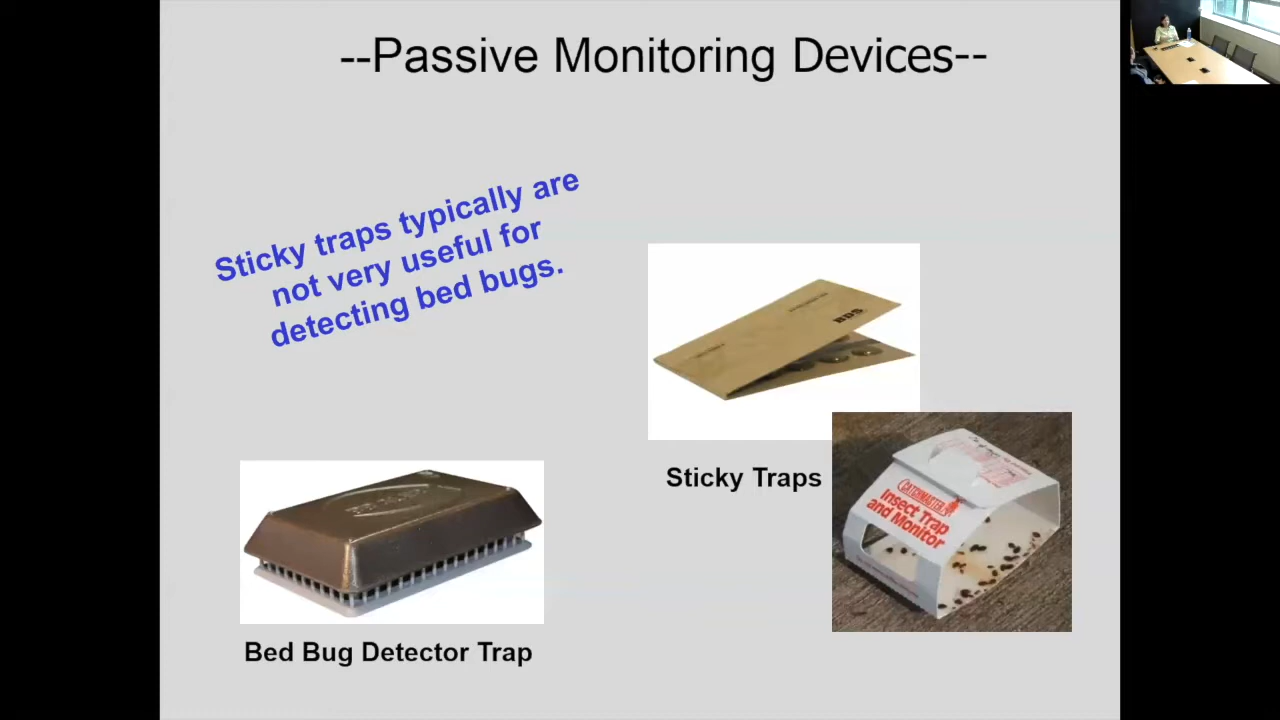 --Passive Monitoring Devices--
Sticky traps typically are
not very useful for
detecting bed bugs.
BDS
Sticky Traps
CATCHMASTER
Insect Trap
and Monitor
Bed Bug Detector Trap